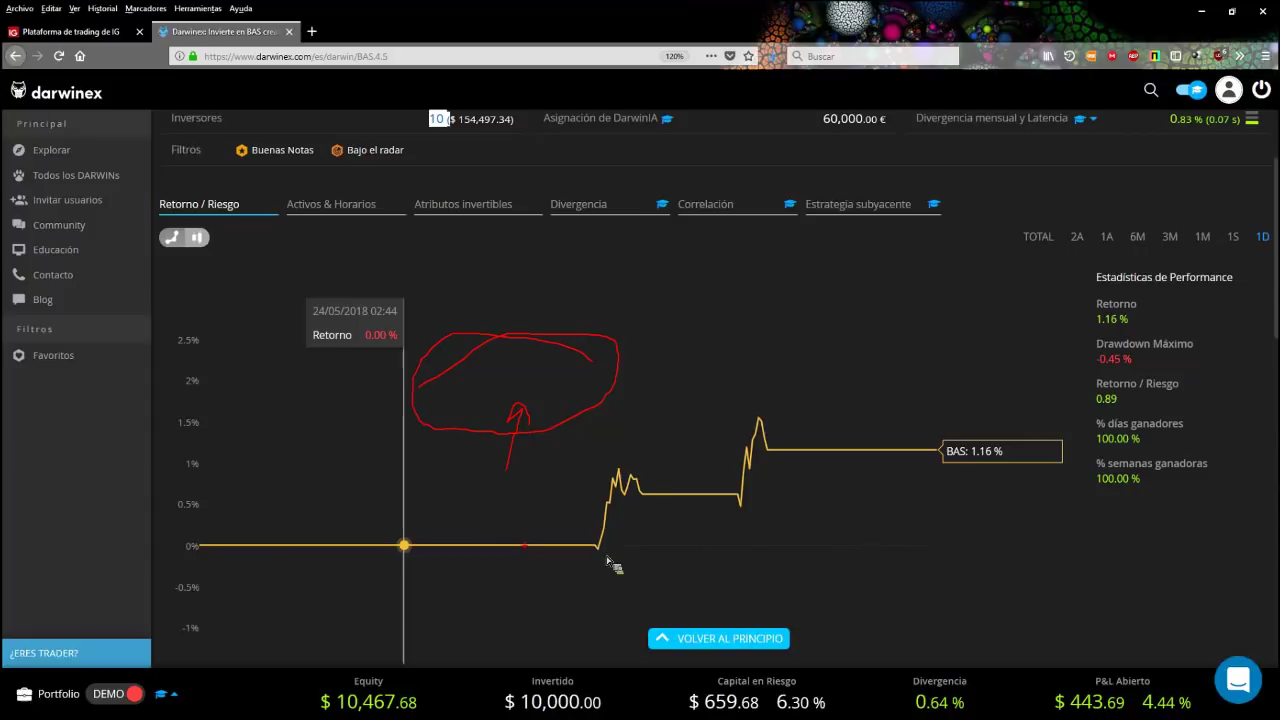 Archivo Editar Ver Historial Marcadores Herramientas Ayuda
Plataforma de trading de IG
Darwinex: Invierte en BAS crea
https://www.darwinex.com/es/darwin/BAS.4.5
120%
Buscar
darwinex
Principal
Explorar
Todos los DARWINs
Invitar usuarios
Community
Educación
Contacto
Blog
Filtros
Favoritos
¿ERES TRADER?
Inversores 10 ($ 154,497.34) Asignación de DarwinIA 60,000.00 € Divergencia mensual y Latencia 0.83 % (0.07 s)
Filtros Buenas Notas Bajo el radar
Retorno / Riesgo Activos & Horarios Atributos invertibles Divergencia Correlación Estrategia subyacente
TOTAL 2A 1A 6M 3M 1M 1S 1D
24/05/2018 02:44
Retorno 0.00 %
2.5%
2%
1.5%
1%
0.5%
0%
-0.5%
-1%
BAS: 1.16 %
Estadísticas de Performance
Retorno
1.16 %
Drawdown Máximo
-0.45 %
Retorno / Riesgo
0.89
% días ganadores
100.00 %
% semanas ganadoras
100.00 %
VOLVER AL PRINCIPIO
Portfolio DEMO
Equity
$ 10,467.68
Invertido
$ 10,000.00
Capital en Riesgo
$ 659.68 6.30 %
Divergencia
0.64 %
P&L Abierto
$ 443.69 4.44 %